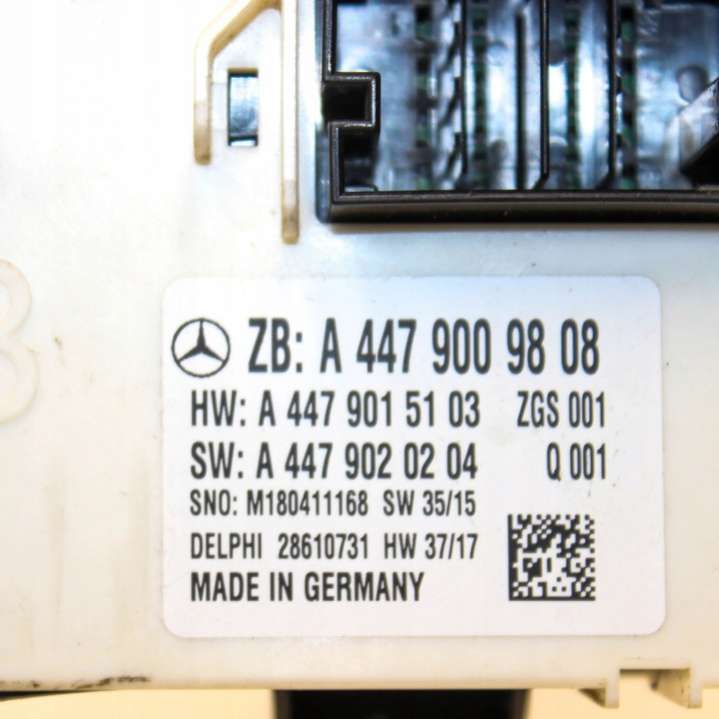 ZB: A 447 900 98 08
HW: A 447 901 51 03 ZGS 001
SW: A 447 902 02 04 Q 001
SNO: M180411168 SW 35/15
DELPHI 28610731 HW 37/17
MADE IN GERMANY